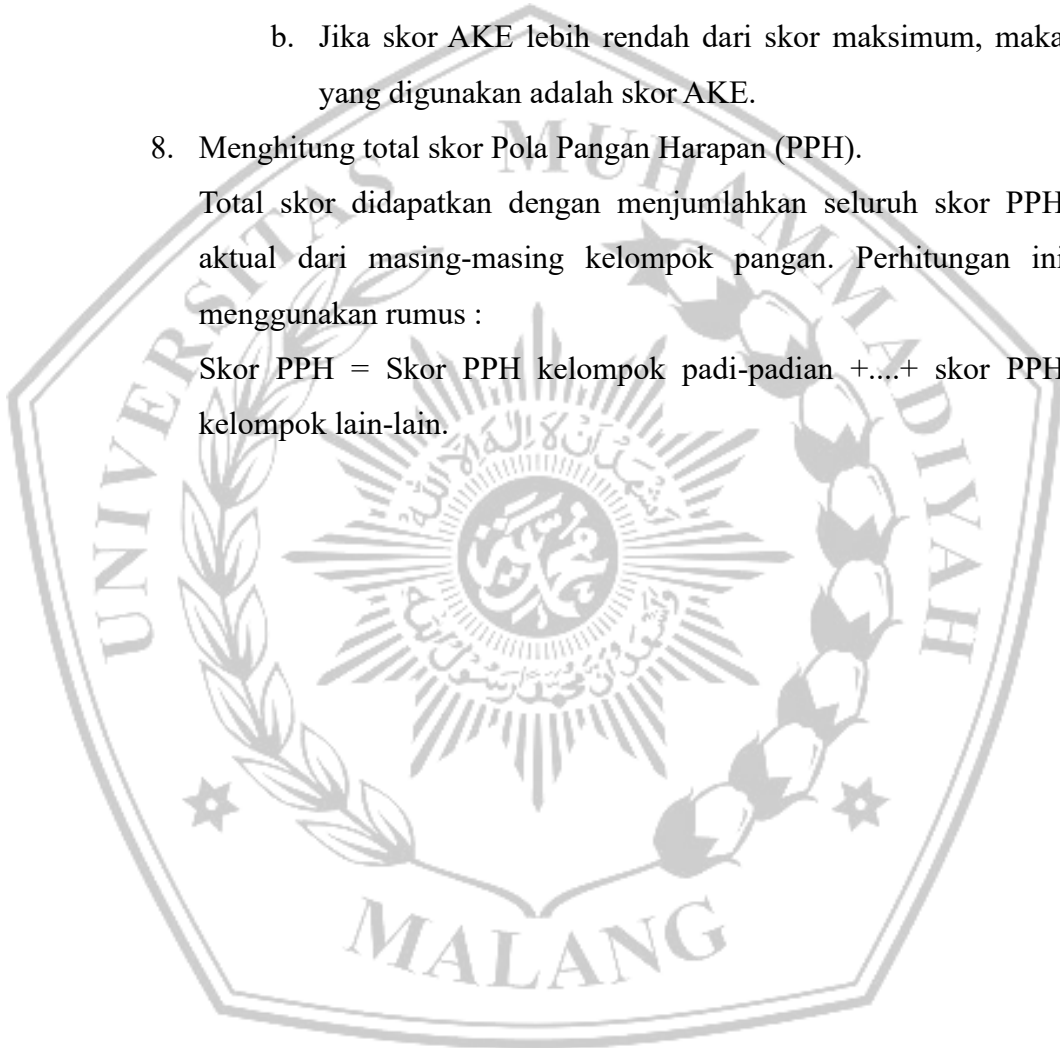 b. Jika skor AKE lebih rendah dari skor maksimum, maka
yang digunakan adalah skor AKE.
8. Menghitung total skor Pola Pangan Harapan (PPH).
Total skor didapatkan dengan menjumlahkan seluruh skor PPH
aktual dari masing-masing kelompok pangan. Perhitungan ini
menggunakan rumus :
Skor PPH = Skor PPH kelompok padi-padian +....+ skor PPH
kelompok lain-lain.
UNIVERSITAS MUHAMMADIYAH
MALANG